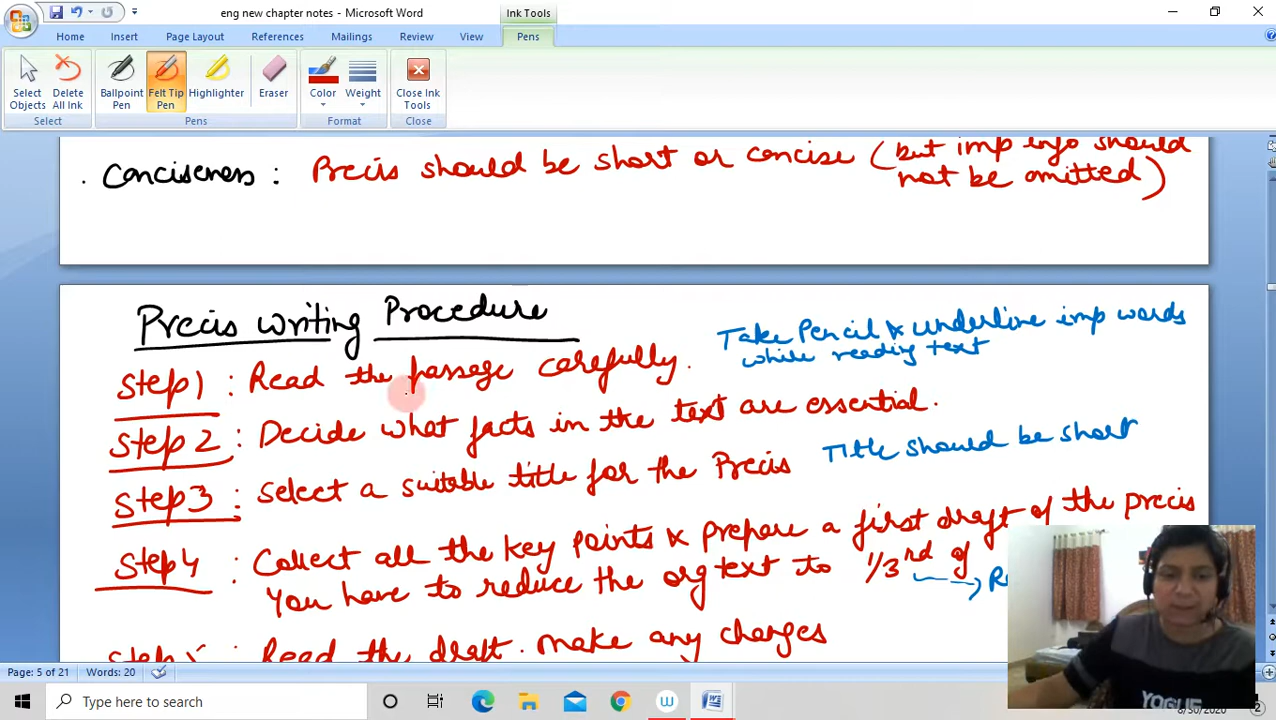 eng new chapter notes - Microsoft Word
Ink Tools
Home Insert Page Layout References Mailings Review View Pens
Select Objects
Delete All Ink
Ballpoint Pen
Felt Tip Pen
Highlighter
Eraser
Color
Weight
Close Ink Tools
Select Pens Format Close
. Conciseness : Precis should be short or concise (but imp info should
not be omitted)
Precis writing Procedure
Take Pencil & underline imp words
while reading text
Step 1 : Read the passage carefully.
Step 2 : Decide what facts in the text are essential.
Title should be short
Step 3 : Select a suitable title for the Precis
Step 4 : Collect all the key points & prepare a first draft of the precis
You have to reduce the org text to 1/3rd of
Read the draft. make any
YOGUE
Page: 5 of 21 Words: 20
Type here to search
8/30/2020